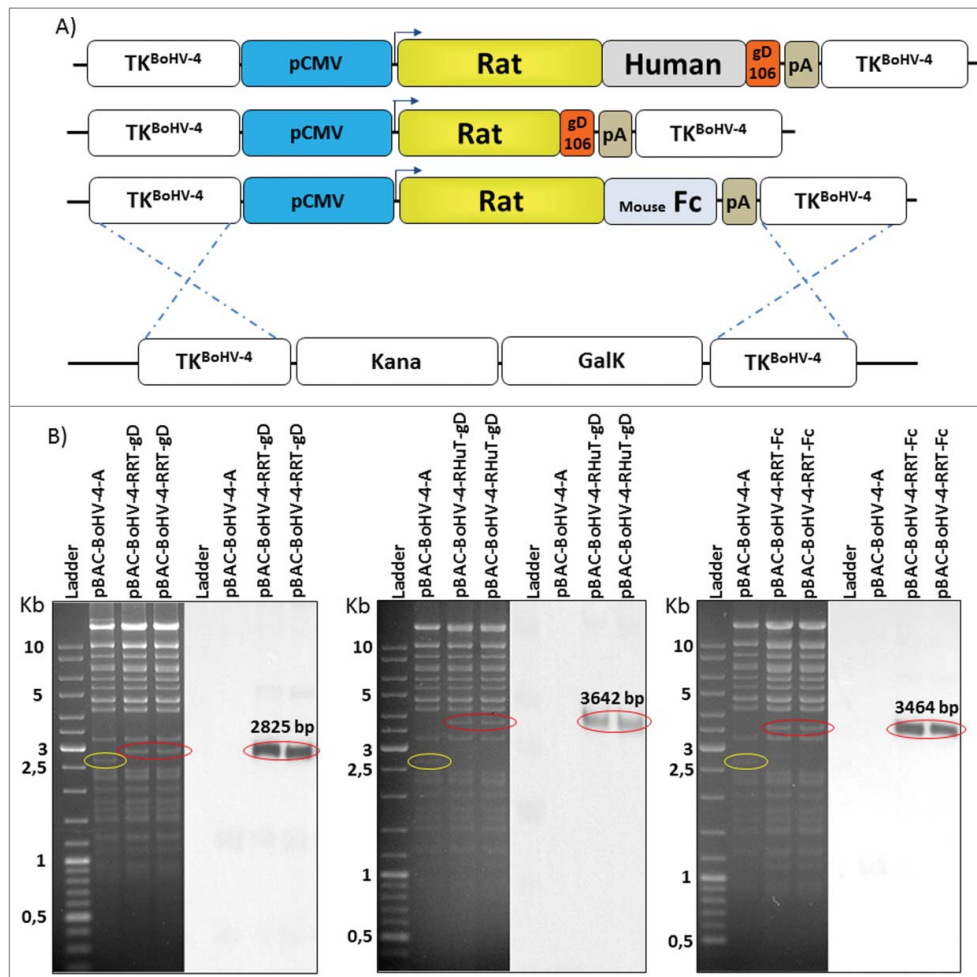 A)
TK BoHV-4 pCMV Rat Human gD 106 pA TK BoHV-4
TK BoHV-4 pCMV Rat gD 106 pA TK BoHV-4
TK BoHV-4 pCMV Rat Mouse Fc pA TK BoHV-4
TK BoHV-4 Kana GalK TK BoHV-4
B)
Ladder
pBAC-BoHV-4-A
pBAC-BoHV-4-RRT-gD
pBAC-BoHV-4-RRT-gD
Ladder
pBAC-BoHV-4-A
pBAC-BoHV-4-RRT-gD
pBAC-BoHV-4-RRT-gD
Kb
10
5
3
2,5
1
0,5
2825 bp
Ladder
pBAC-BoHV-4-A
pBAC-BoHV-4-RHuT-gD
pBAC-BoHV-4-RHuT-gD
Ladder
pBAC-BoHV-4-A
pBAC-BoHV-4-RHuT-gD
pBAC-BoHV-4-RHuT-gD
Kb
10
5
3
2,5
1
0,5
3642 bp
Ladder
pBAC-BoHV-4-A
pBAC-BoHV-4-RRT-Fc
pBAC-BoHV-4-RRT-Fc
Ladder
pBAC-BoHV-4-A
pBAC-BoHV-4-RRT-Fc
pBAC-BoHV-4-RRT-Fc
Kb
10
5
3
2,5
1
0,5
3464 bp